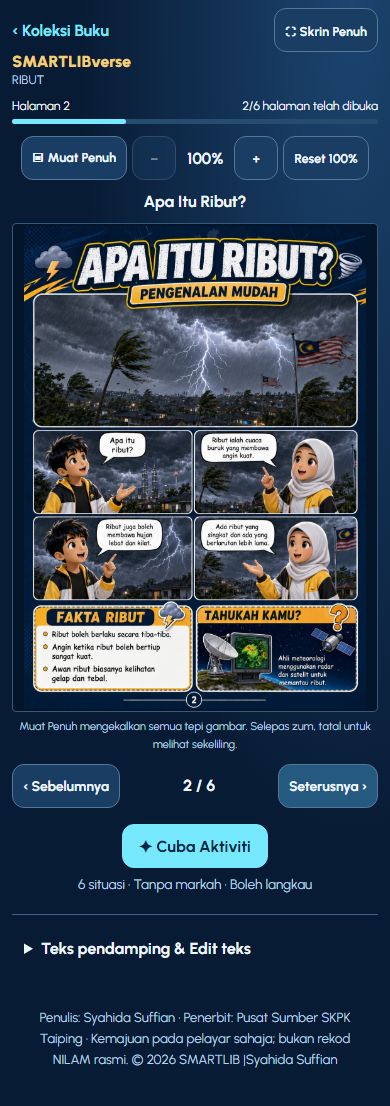 ‹ Koleksi Buku
Skrin Penuh
SMARTLIBverse
RIBUT
Halaman 2
2/6 halaman telah dibuka
Muat Penuh
−
100%
+
Reset 100%
Apa Itu Ribut?
APA ITU RIBUT?
PENGENALAN MUDAH
Apa itu
ribut?
Ribut ialah cuaca
buruk yang membawa
angin kuat.
Ribut juga boleh
membawa hujan
lebat dan kilat.
Ada ribut yang
singkat dan ada yang
berlarutan lebih lama.
FAKTA RIBUT
Ribut boleh berlaku secara tiba-tiba.
Angin ketika ribut boleh bertiup
sangat kuat.
Awan ribut biasanya kelihatan
gelap dan tebal.
TAHUKAH KAMU?
Ahli meteorologi
menggunakan radar
dan satelit untuk
memantau ribut.
2
Muat Penuh mengekalkan semua tepi gambar. Selepas zum, tatal untuk
melihat sekeliling.
‹ Sebelumnya
2 / 6
Seterusnya ›
✦ Cuba Aktiviti
6 situasi · Tanpa markah · Boleh langkau
▶ Teks pendamping & Edit teks
Penulis: Syahida Suffian · Penerbit: Pusat Sumber SKPK
Taiping · Kemajuan pada pelayar sahaja; bukan rekod
NILAM rasmi. © 2026 SMARTLIB |Syahida Suffian